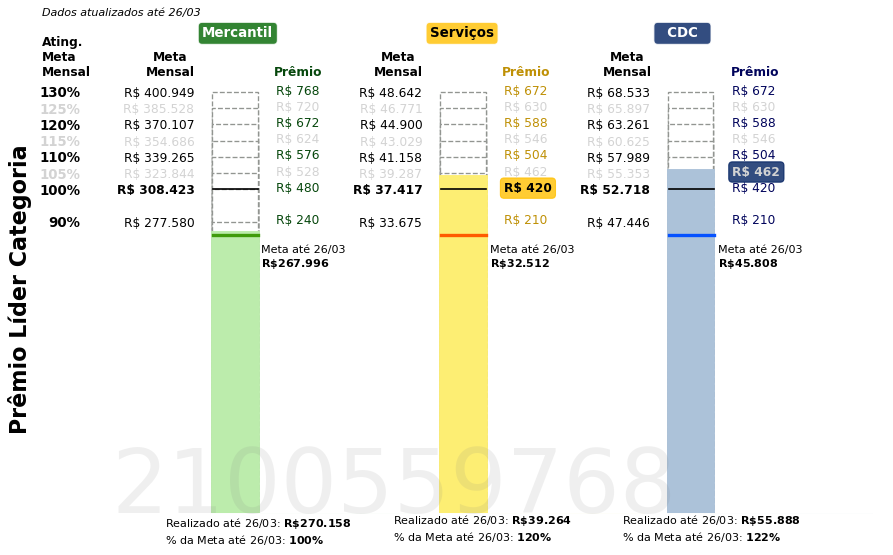 Dados atualizados até 26/03
Mercantil Serviços CDC
Ating. Meta Mensal
Meta Mensal Prêmio Meta Mensal Prêmio Meta Mensal Prêmio
130% R$ 400.949 R$ 768 R$ 48.642 R$ 672 R$ 68.533 R$ 672
125% R$ 385.528 R$ 720 R$ 46.771 R$ 630 R$ 65.897 R$ 630
120% R$ 370.107 R$ 672 R$ 44.900 R$ 588 R$ 63.261 R$ 588
115% R$ 354.686 R$ 624 R$ 43.029 R$ 546 R$ 60.625 R$ 546
110% R$ 339.265 R$ 576 R$ 41.158 R$ 504 R$ 57.989 R$ 504
105% R$ 323.844 R$ 528 R$ 39.287 R$ 462 R$ 55.353 R$ 462
100% R$ 308.423 R$ 480 R$ 37.417 R$ 420 R$ 52.718 R$ 420
90% R$ 277.580 R$ 240 R$ 33.675 R$ 210 R$ 47.446 R$ 210
Meta até 26/03 Meta até 26/03 Meta até 26/03
R$267.996 R$32.512 R$45.808
Prêmio Líder Categoria
2100559768
Realizado até 26/03: R$270.158 Realizado até 26/03: R$39.264 Realizado até 26/03: R$55.888
% da Meta até 26/03: 100% % da Meta até 26/03: 120% % da Meta até 26/03: 122%